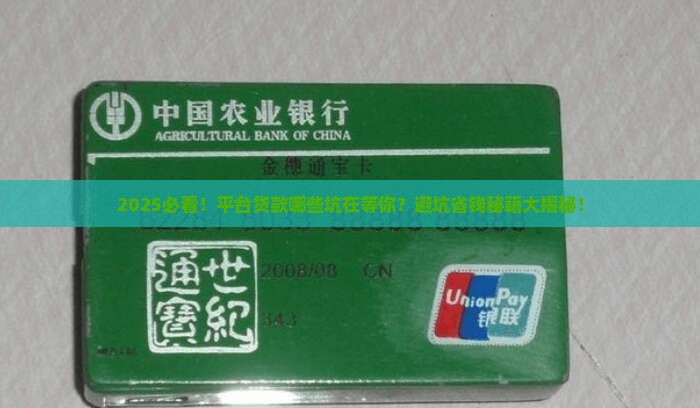 中国农业银行
AGRICULTURAL BANK OF CHINA
金穗通宝卡
2025必看！平台贷款哪些坑在等你？避坑省钱秘籍大揭秘！
2008/08 CN
世紀
通寶
343
UnionPay
银联